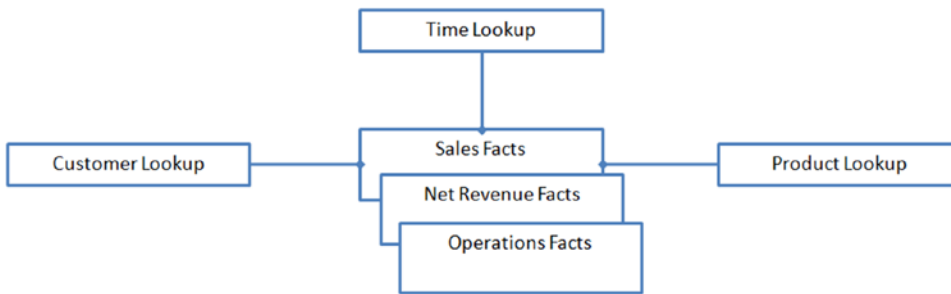 Time Lookup
Sales Facts
Customer Lookup
Product Lookup
Net Revenue Facts
Operations Facts